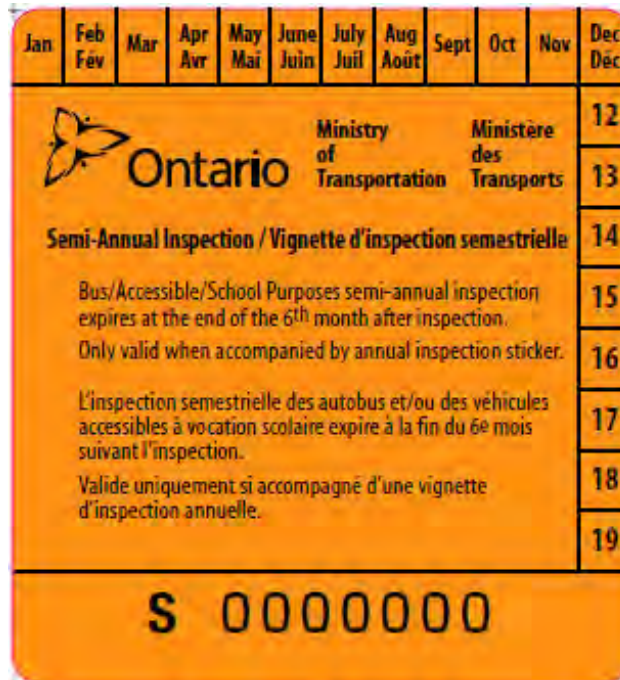 Jan Feb Mar Apr May June July Aug Sept Oct Nov Dec
Fév Avr Mai Juin Juil Août Déc
12
13
14
15
16
17
18
19
Ontario
Ministry of Transportation
Ministère des Transports
Semi-Annual Inspection / Vignette d'inspection semestrielle
Bus/Accessible/School Purposes semi-annual inspection
expires at the end of the 6th month after inspection.
Only valid when accompanied by annual inspection sticker.
L'inspection semestrielle des autobus et/ou des véhicules
accessibles à vocation scolaire expire à la fin du 6e mois
suivant l'inspection.
Valide uniquement si accompagné d'une vignette
d'inspection annuelle.
S 0000000